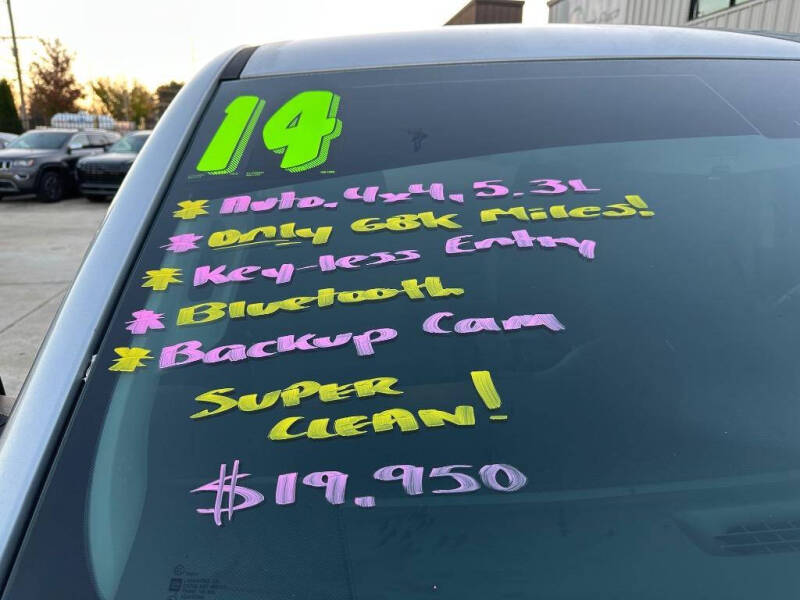 14
* Auto, 4x4, 5.3L
* Only 68K Miles!
* Key-less Entry
* Bluetooth
* Backup Cam
Super
Clean!
$19,950